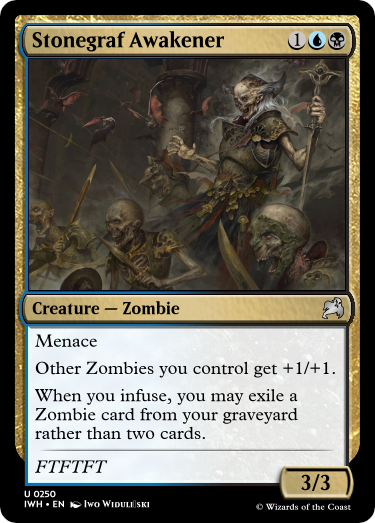 Stonegraf Awakener 1
Creature — Zombie
Menace
Other Zombies you control get +1/+1.
When you infuse, you may exile a
Zombie card from your graveyard
rather than two cards.
FTFTFT
3/3
U 0250
IWH • EN Iwo Widuliński
© Wizards of the Coast